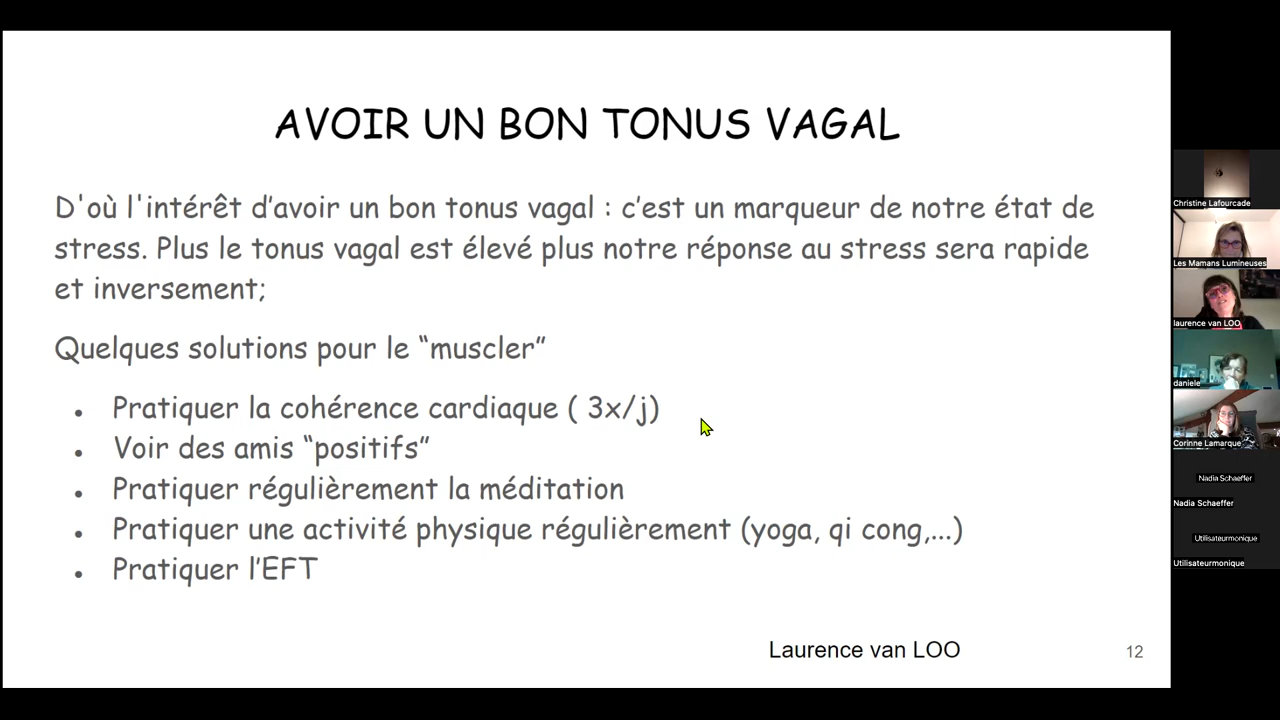 AVOIR UN BON TONUS VAGAL
D'où l'intérêt d’avoir un bon tonus vagal : c’est un marqueur de notre état de
stress. Plus le tonus vagal est élevé plus notre réponse au stress sera rapide
et inversement;
Quelques solutions pour le “muscler”
• Pratiquer la cohérence cardiaque ( 3x/j)
• Voir des amis “positifs”
• Pratiquer régulièrement la méditation
• Pratiquer une activité physique régulièrement (yoga, qi cong,...)
• Pratiquer l’EFT
Laurence van LOO
12
Christine Lafourcade
Les Mamans Lumineuses
laurence van LOO
daniele
Corinne Lamarque
Nadia Schaeffer
Nadia Schaeffer
Utilisateurmonique
Utilisateurmonique